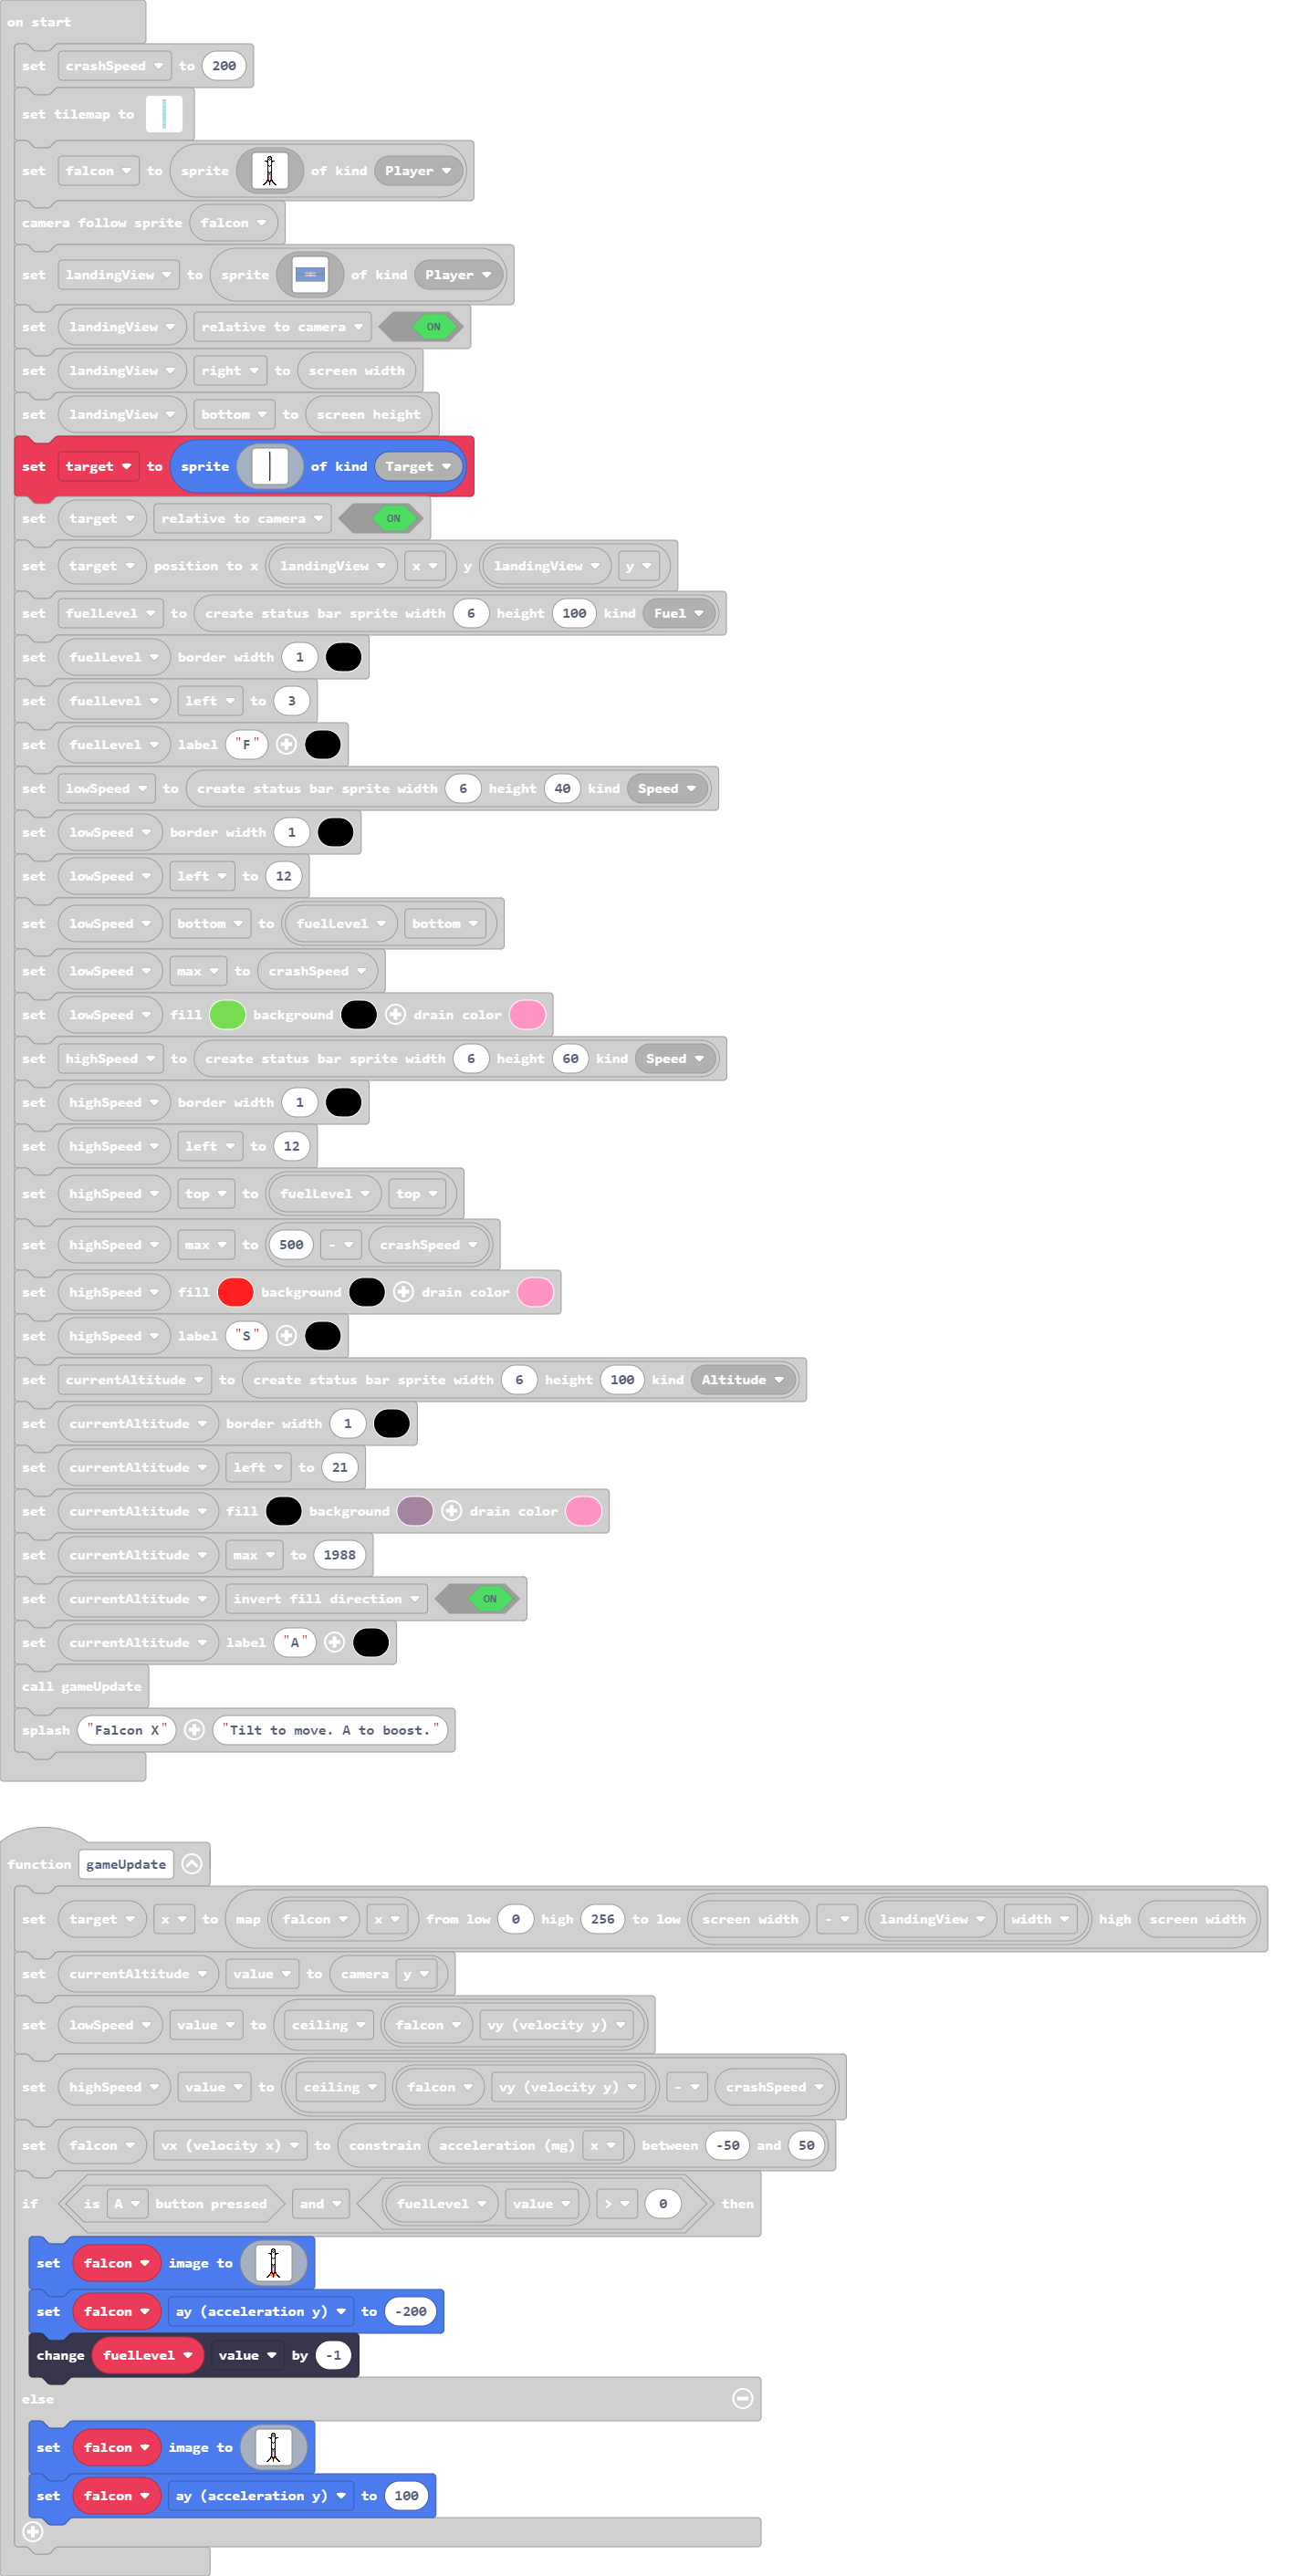 on start
set crashSpeed to 200
set tilemap to
set falcon to sprite of kind Player
camera follow sprite falcon
set landingView to sprite of kind Player
set landingView relative to camera ON
set landingView right to screen width
set landingView bottom to screen height
set target to sprite of kind Target
set target relative to camera ON
set target position to x landingView x y landingView y
set fuelLevel to create status bar sprite width 6 height 100 kind Fuel
set fuelLevel border width 1
set fuelLevel left to 3
set fuelLevel label "F"
set lowSpeed to create status bar sprite width 6 height 40 kind Speed
set lowSpeed border width 1
set lowSpeed left to 12
set lowSpeed bottom to fuelLevel bottom
set lowSpeed max to crashSpeed
set lowSpeed fill background drain color
set highSpeed to create status bar sprite width 6 height 60 kind Speed
set highSpeed border width 1
set highSpeed left to 12
set highSpeed top to fuelLevel top
set highSpeed max to 500 - crashSpeed
set highSpeed fill background drain color
set highSpeed label "S"
set currentAltitude to create status bar sprite width 6 height 100 kind Altitude
set currentAltitude border width 1
set currentAltitude left to 21
set currentAltitude fill background drain color
set currentAltitude max to 1988
set currentAltitude invert fill direction ON
set currentAltitude label "A"
call gameUpdate
splash "Falcon X" "Tilt to move. A to boost."
function gameUpdate
set target x to map falcon x from low 0 high 256 to low screen width - landingView width high screen width
set currentAltitude value to camera y
set lowSpeed value to ceiling falcon vy (velocity y)
set highSpeed value to ceiling falcon vy (velocity y) - crashSpeed
set falcon vx (velocity x) to constrain acceleration (mg) x between -50 and 50
if is A button pressed and fuelLevel value > 0 then
set falcon image to
set falcon ay (acceleration y) to -200
change fuelLevel value by -1
else
set falcon image to
set falcon ay (acceleration y) to 100